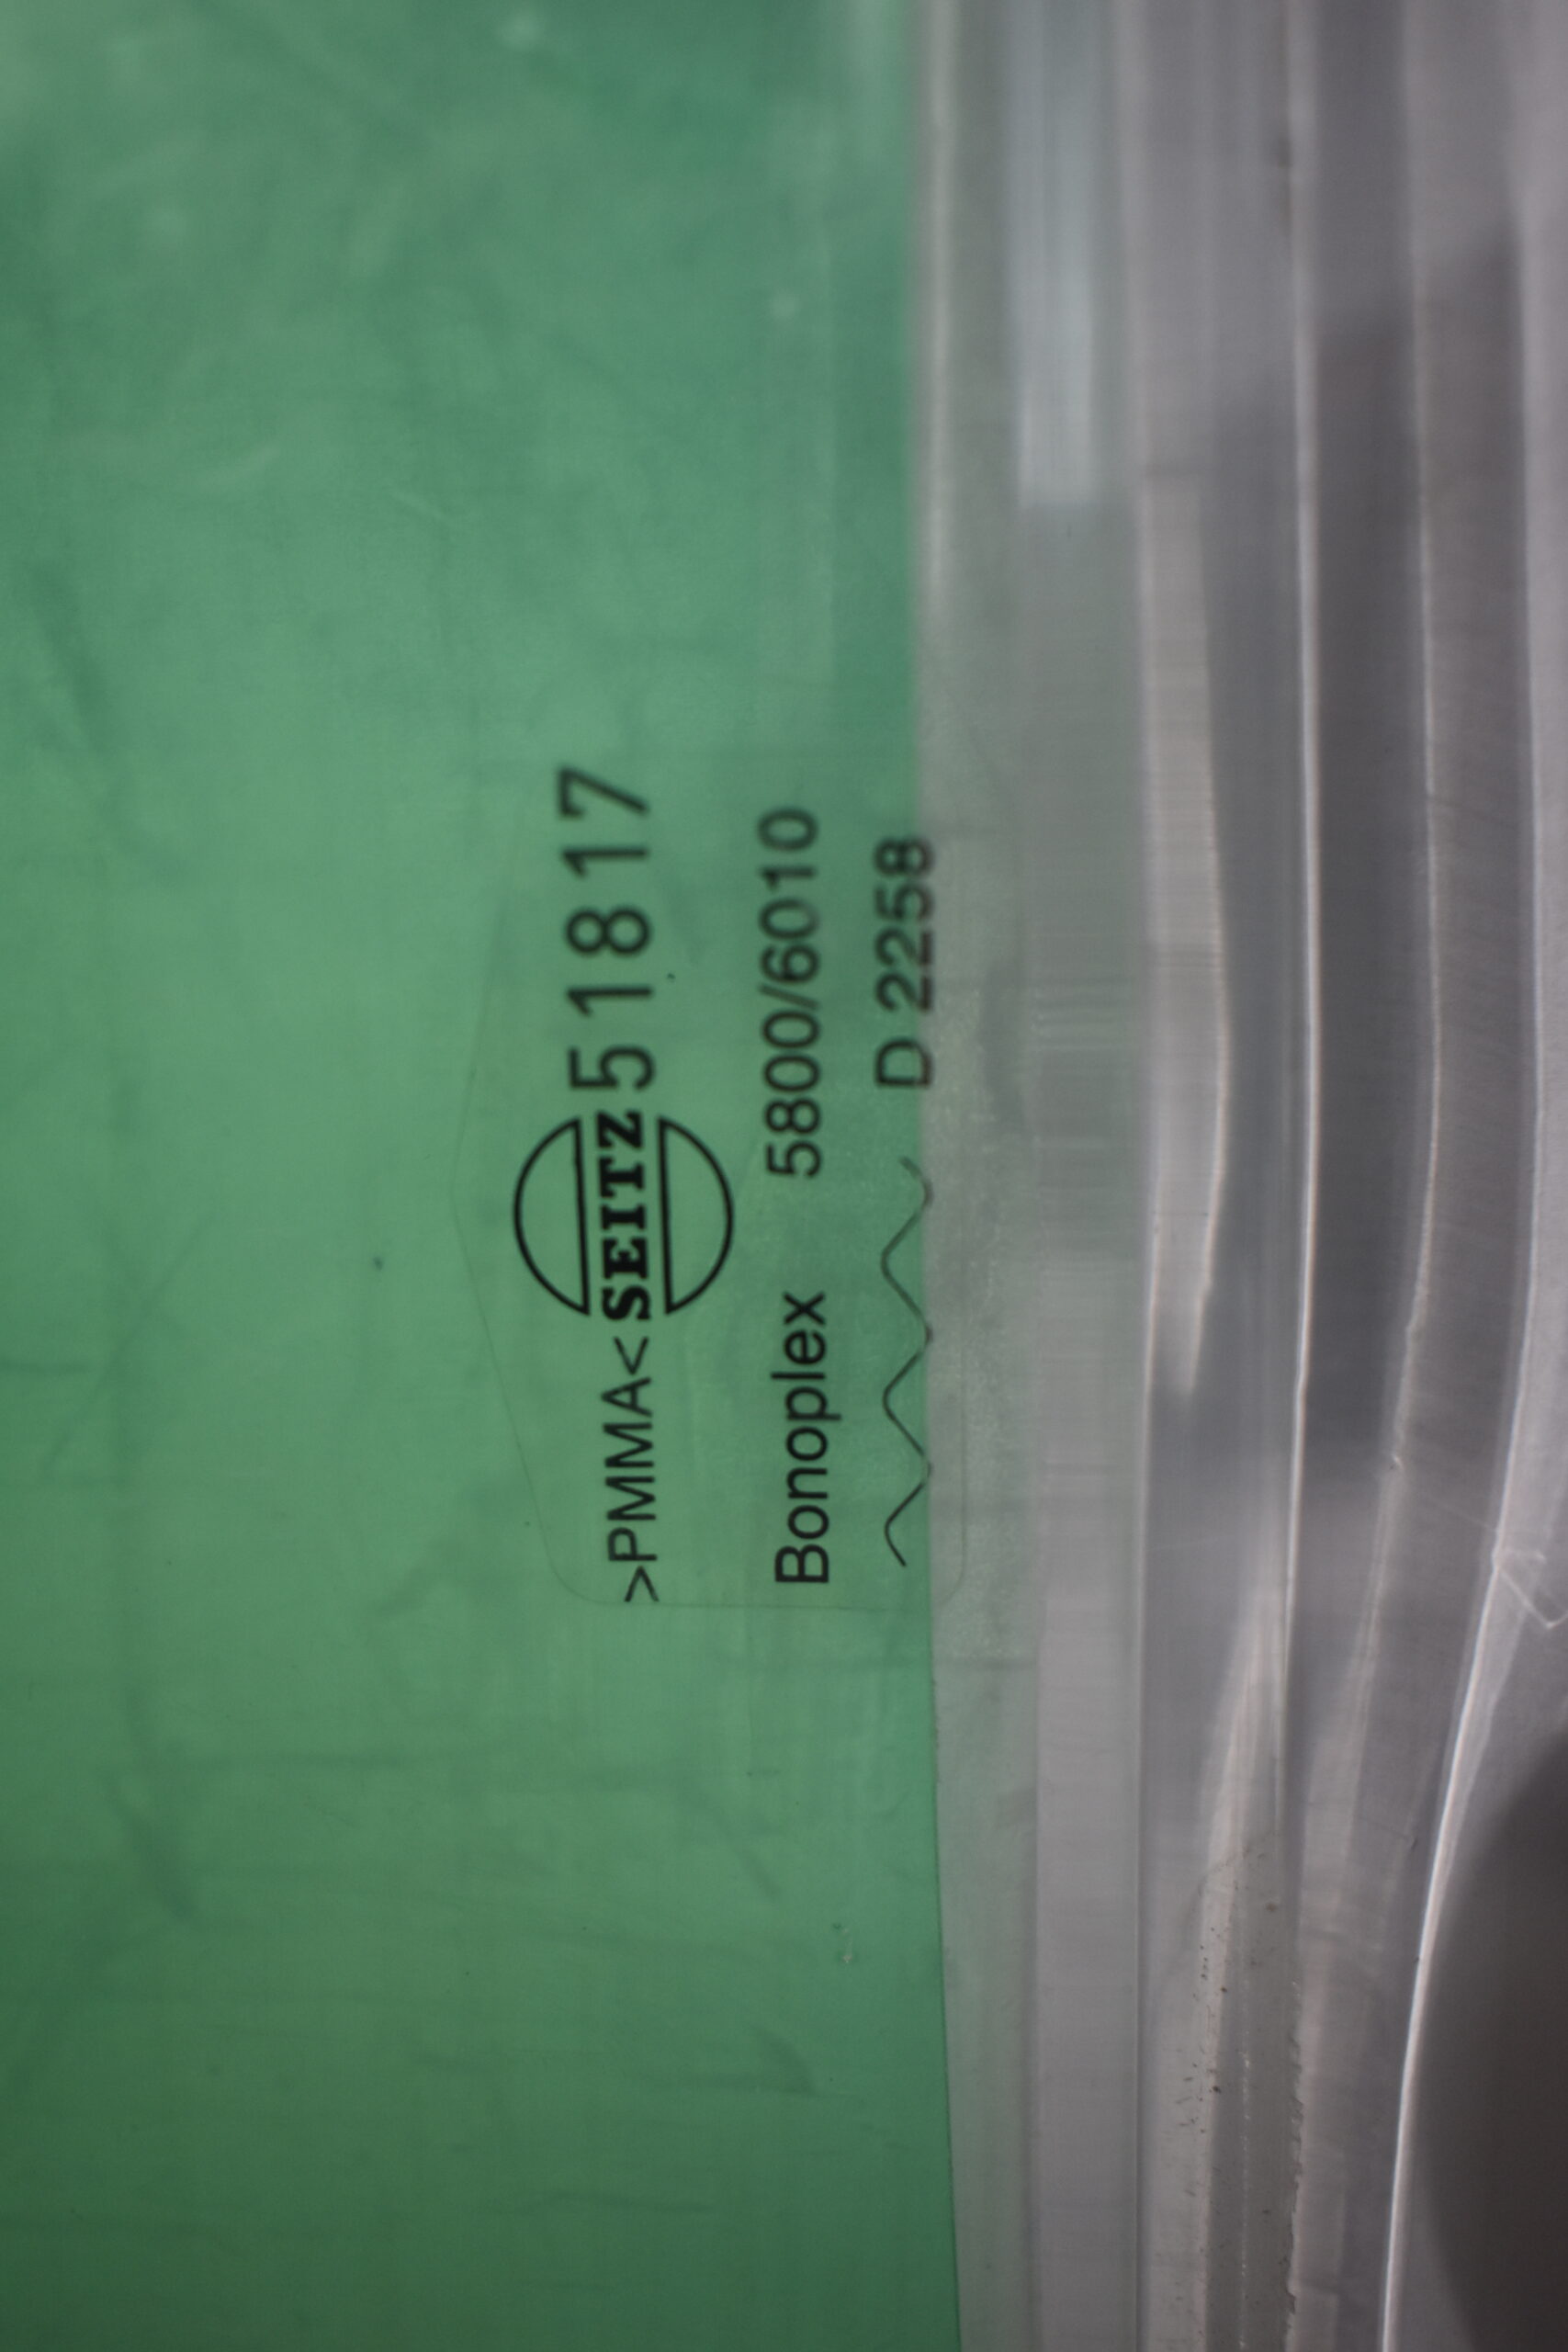 >PMMA< SEITZ 51817
Bonoplex 5800/6010
D 2258